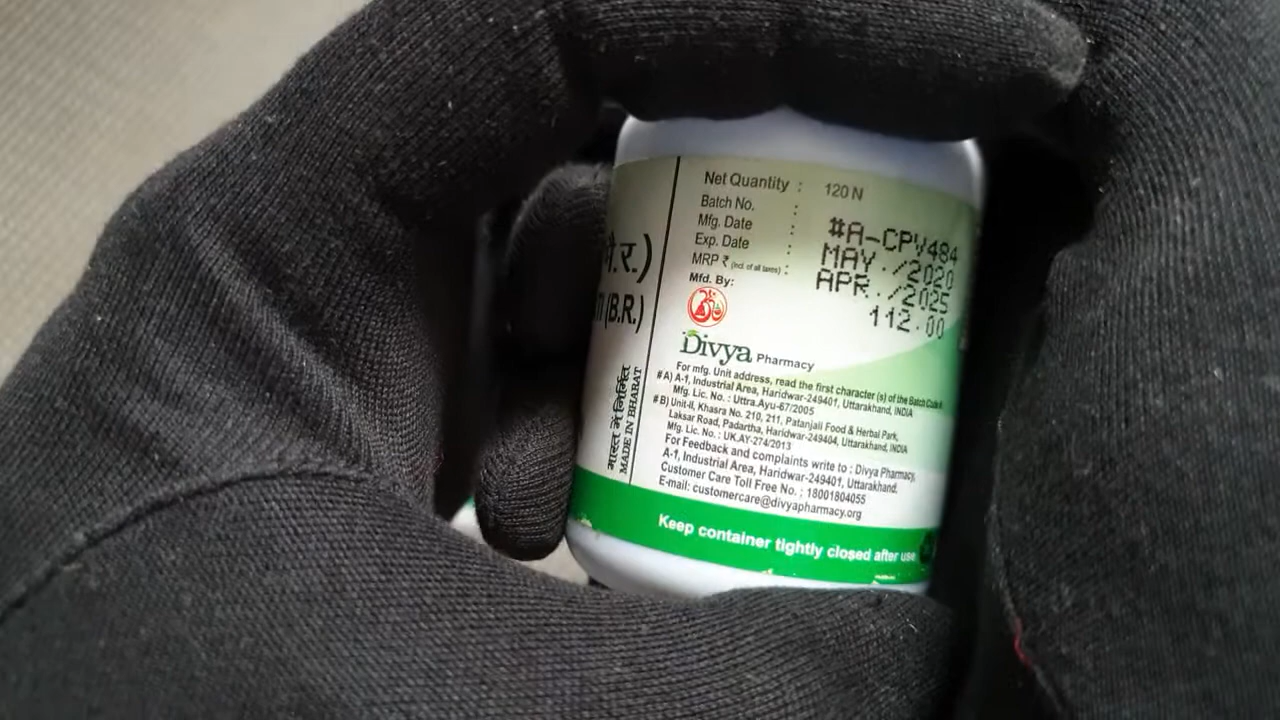 Net Quantity : 120 N
Batch No. : #A-CPV484
Mfg. Date : MAY./2020
Exp. Date : APR./2025
MRP ₹ (incl. of all taxes) : 112.00
Mfd. By:
Divya Pharmacy
For mfg. Unit address, read the first character (s) of the Batch Code #.
#A) A-1, Industrial Area, Haridwar-249401, Uttarakhand, INDIA
Mfg. Lic. No. : Uttra.Ayu-67/2005
#B) Unit-II, Khasra No. 210, 211, Patanjali Food & Herbal Park,
Laksar Road, Padartha, Haridwar-249404, Uttarakhand, INDIA
Mfg. Lic. No. : UK.AY-274/2013
For Feedback and complaints write to : Divya Pharmacy,
A-1, Industrial Area, Haridwar-249401, Uttarakhand,
Customer Care Toll Free No. : 18001804055
E-mail: customercare@divyapharmacy.org
Keep container tightly closed after use
(B.R.)
भारत में निर्मित
MADE IN BHARAT